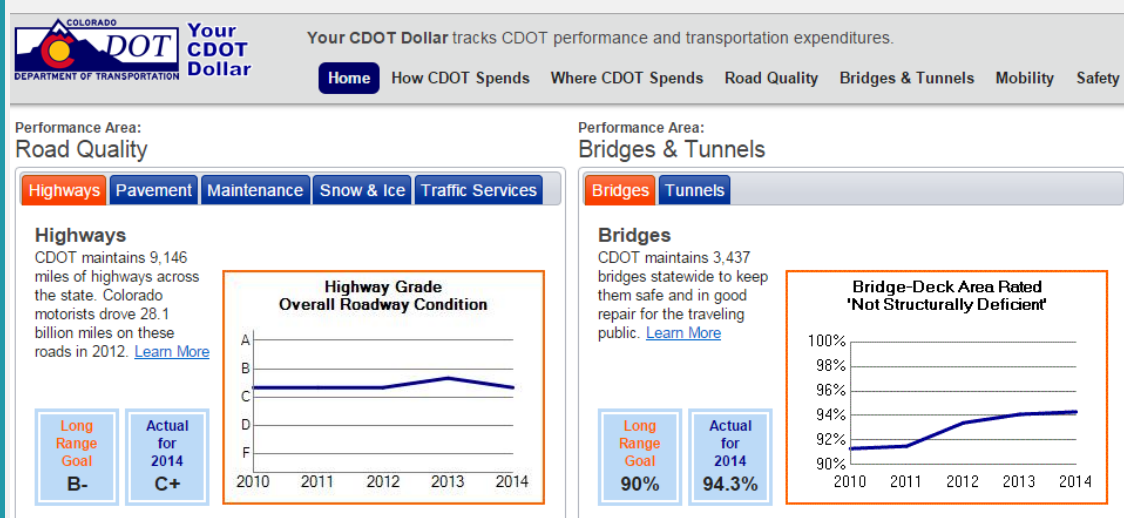 COLORADO
DOT
DEPARTMENT OF TRANSPORTATION
Your
CDOT
Dollar
Your CDOT Dollar tracks CDOT performance and transportation expenditures.
Home How CDOT Spends Where CDOT Spends Road Quality Bridges & Tunnels Mobility Safety
Performance Area:
Road Quality
Highways Pavement Maintenance Snow & Ice Traffic Services
Highways
CDOT maintains 9,146
miles of highways across
the state. Colorado
motorists drove 28.1
billion miles on these
roads in 2012. Learn More
Long
Range
Goal
B-
Actual
for
2014
C+
Highway Grade
Overall Roadway Condition
A
B
C
D
F
2010 2011 2012 2013 2014
Performance Area:
Bridges & Tunnels
Bridges Tunnels
Bridges
CDOT maintains 3,437
bridges statewide to keep
them safe and in good
repair for the traveling
public. Learn More
Long
Range
Goal
90%
Actual
for
2014
94.3%
Bridge-Deck Area Rated
'Not Structurally Deficient'
100%
98%
96%
94%
92%
90%
2010 2011 2012 2013 2014